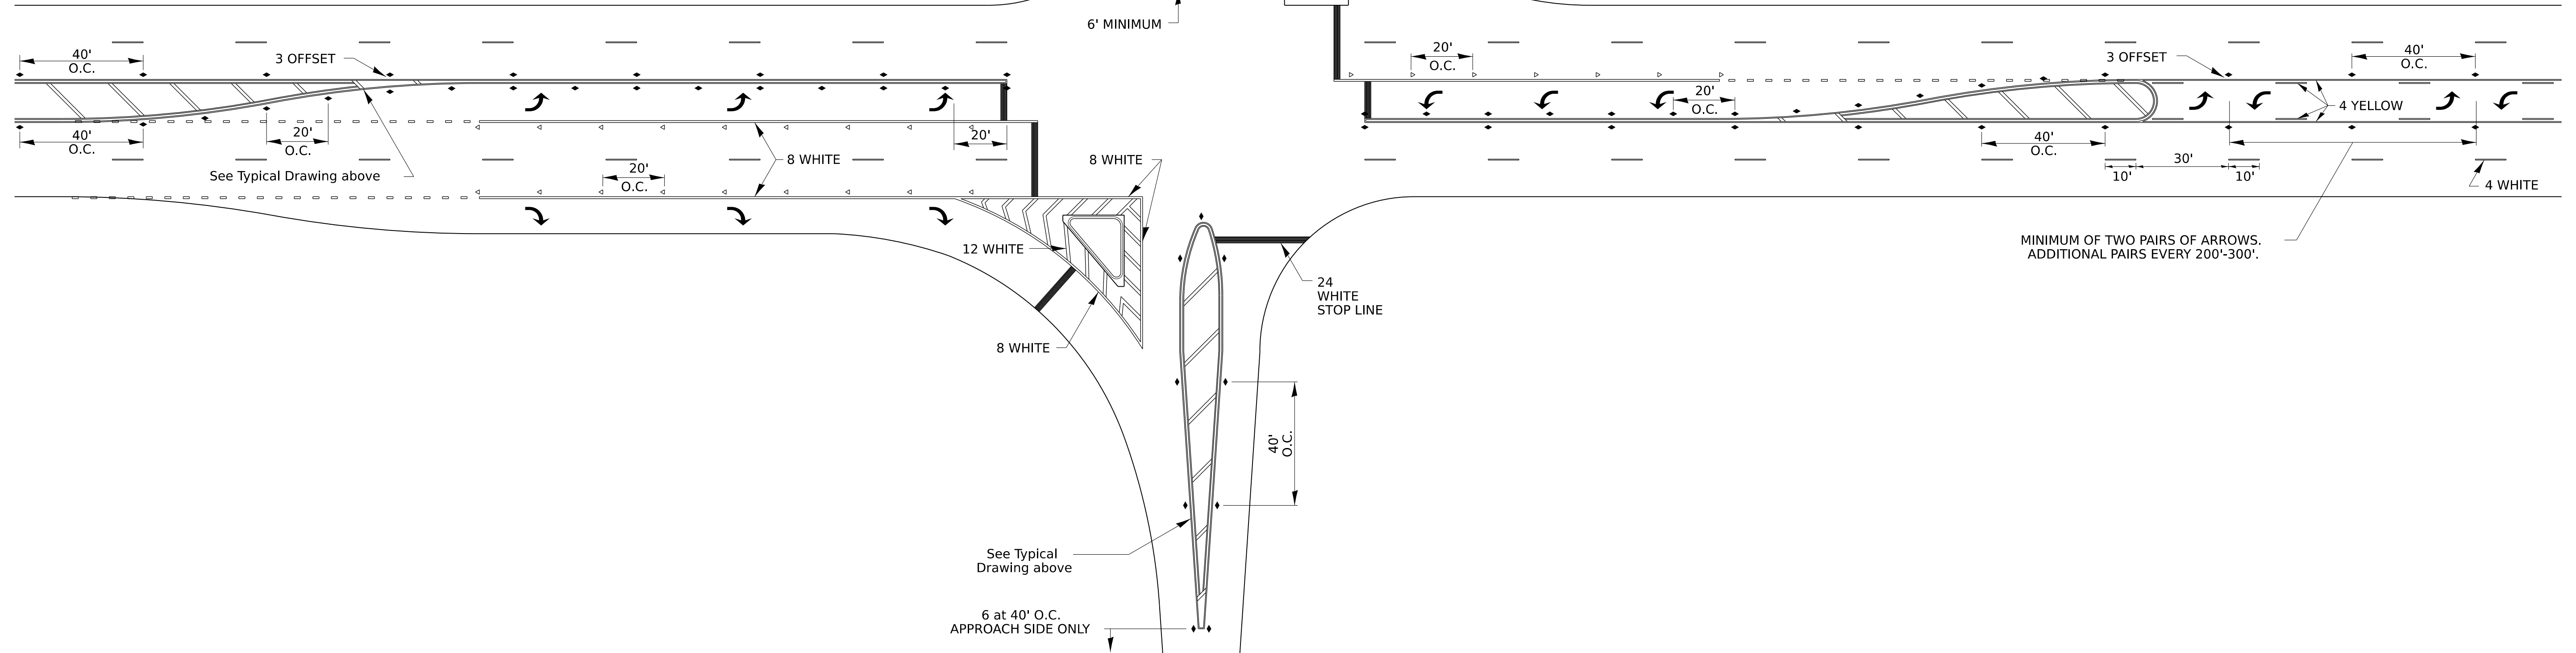 6' MINIMUM
40'
O.C.
3 OFFSET
20'
O.C.
3 OFFSET
40'
O.C.
20'
O.C.
4 YELLOW
40'
O.C.
20'
O.C.
20'
40'
O.C.
8 WHITE
8 WHITE
30'
10'
10'
See Typical Drawing above
20'
O.C.
4 WHITE
12 WHITE
MINIMUM OF TWO PAIRS OF ARROWS.
ADDITIONAL PAIRS EVERY 200'-300'.
24
WHITE
STOP LINE
8 WHITE
40'
O.C.
See Typical
Drawing above
6 at 40' O.C.
APPROACH SIDE ONLY